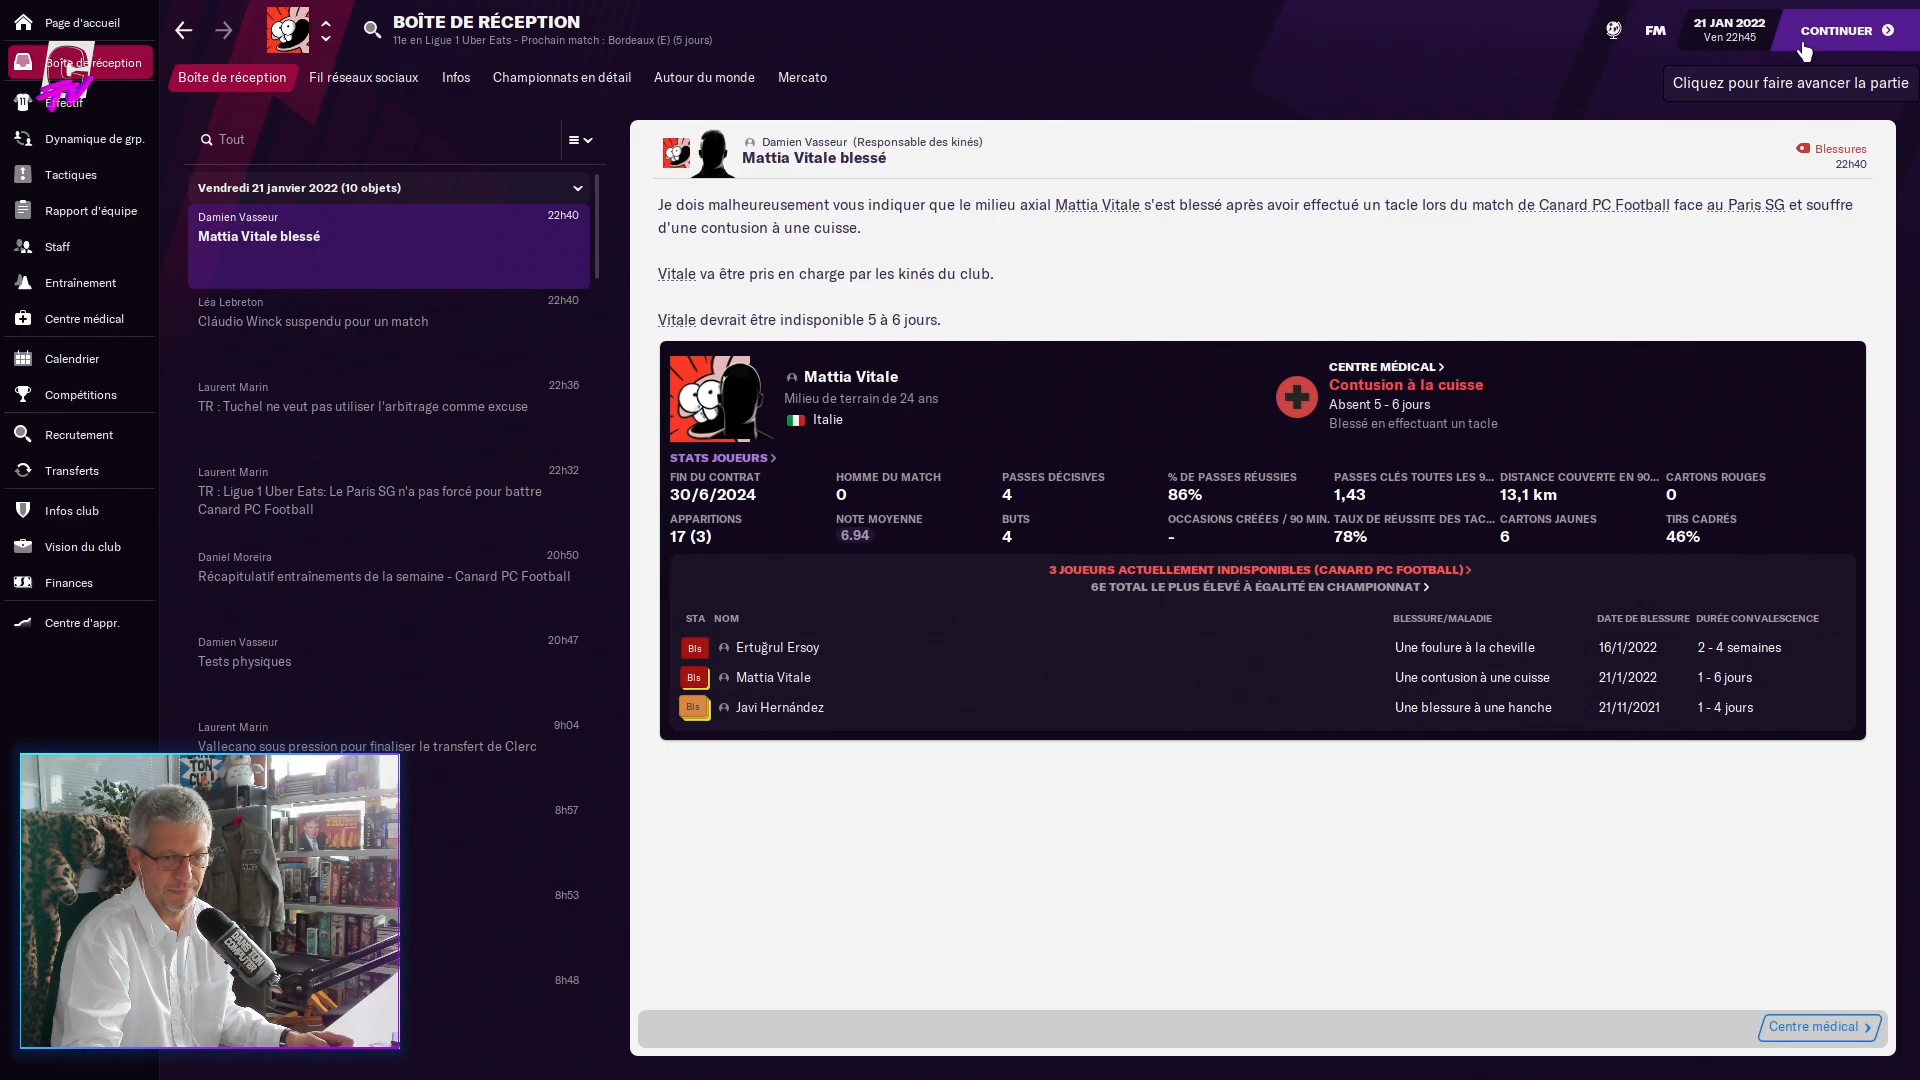 Page d'accueil
Boîte de réception
Effectif
Dynamique de grp.
Tactiques
Rapport d'équipe
Staff
Entraînement
Centre médical
Calendrier
Compétitions
Recrutement
Transferts
Infos club
Vision du club
Finances
Centre d'appr.
BOÎTE DE RÉCEPTION
11e en Ligue 1 Uber Eats - Prochain match : Bordeaux (E) (5 jours)
FM
21 JAN 2022
Ven 22h45
CONTINUER
Cliquez pour faire avancer la partie
Boîte de réception
Fil réseaux sociaux
Infos
Championnats en détail
Autour du monde
Mercato
Tout
Vendredi 21 janvier 2022 (10 objets)
Damien Vasseur 22h40
Mattia Vitale blessé
Léa Lebreton 22h40
Cláudio Winck suspendu pour un match
Laurent Marin 22h36
TR : Tuchel ne veut pas utiliser l'arbitrage comme excuse
Laurent Marin 22h32
TR : Ligue 1 Uber Eats: Le Paris SG n'a pas forcé pour battre
Canard PC Football
Daniel Moreira 20h50
Récapitulatif entraînements de la semaine - Canard PC Football
Damien Vasseur 20h47
Tests physiques
Laurent Marin 9h04
Vallecano sous pression pour finaliser le transfert de Clerc
8h57
8h53
8h48
Damien Vasseur (Responsable des kinés)
Mattia Vitale blessé
Blessures
22h40
Je dois malheureusement vous indiquer que le milieu axial Mattia Vitale s'est blessé après avoir effectué un tacle lors du match de Canard PC Football face au Paris SG et souffre
d'une contusion à une cuisse.
Vitale va être pris en charge par les kinés du club.
Vitale devrait être indisponible 5 à 6 jours.
Mattia Vitale
Milieu de terrain de 24 ans
Italie
CENTRE MÉDICAL
Contusion à la cuisse
Absent 5 - 6 jours
Blessé en effectuant un tacle
STATS JOUEURS
FIN DU CONTRAT HOMME DU MATCH PASSES DÉCISIVES % DE PASSES RÉUSSIES PASSES CLÉS TOUTES LES 9... DISTANCE COUVERTE EN 90... CARTONS ROUGES
30/6/2024 0 4 86% 1,43 13,1 km 0
APPARITIONS NOTE MOYENNE BUTS OCCASIONS CRÉÉES / 90 MIN. TAUX DE RÉUSSITE DES TAC... CARTONS JAUNES TIRS CADRÉS
17 (3) 6.94 4 - 78% 6 46%
3 JOUEURS ACTUELLEMENT INDISPONIBLES (CANARD PC FOOTBALL)
6E TOTAL LE PLUS ÉLEVÉ À ÉGALITÉ EN CHAMPIONNAT
STA NOM BLESSURE/MALADIE DATE DE BLESSURE DURÉE CONVALESCENCE
Bls Ertuğrul Ersoy Une foulure à la cheville 16/1/2022 2 - 4 semaines
Bls Mattia Vitale Une contusion à une cuisse 21/1/2022 1 - 6 jours
Bls Javi Hernández Une blessure à une hanche 21/11/2021 1 - 4 jours
Centre médical
DANS TON
COMPUTER